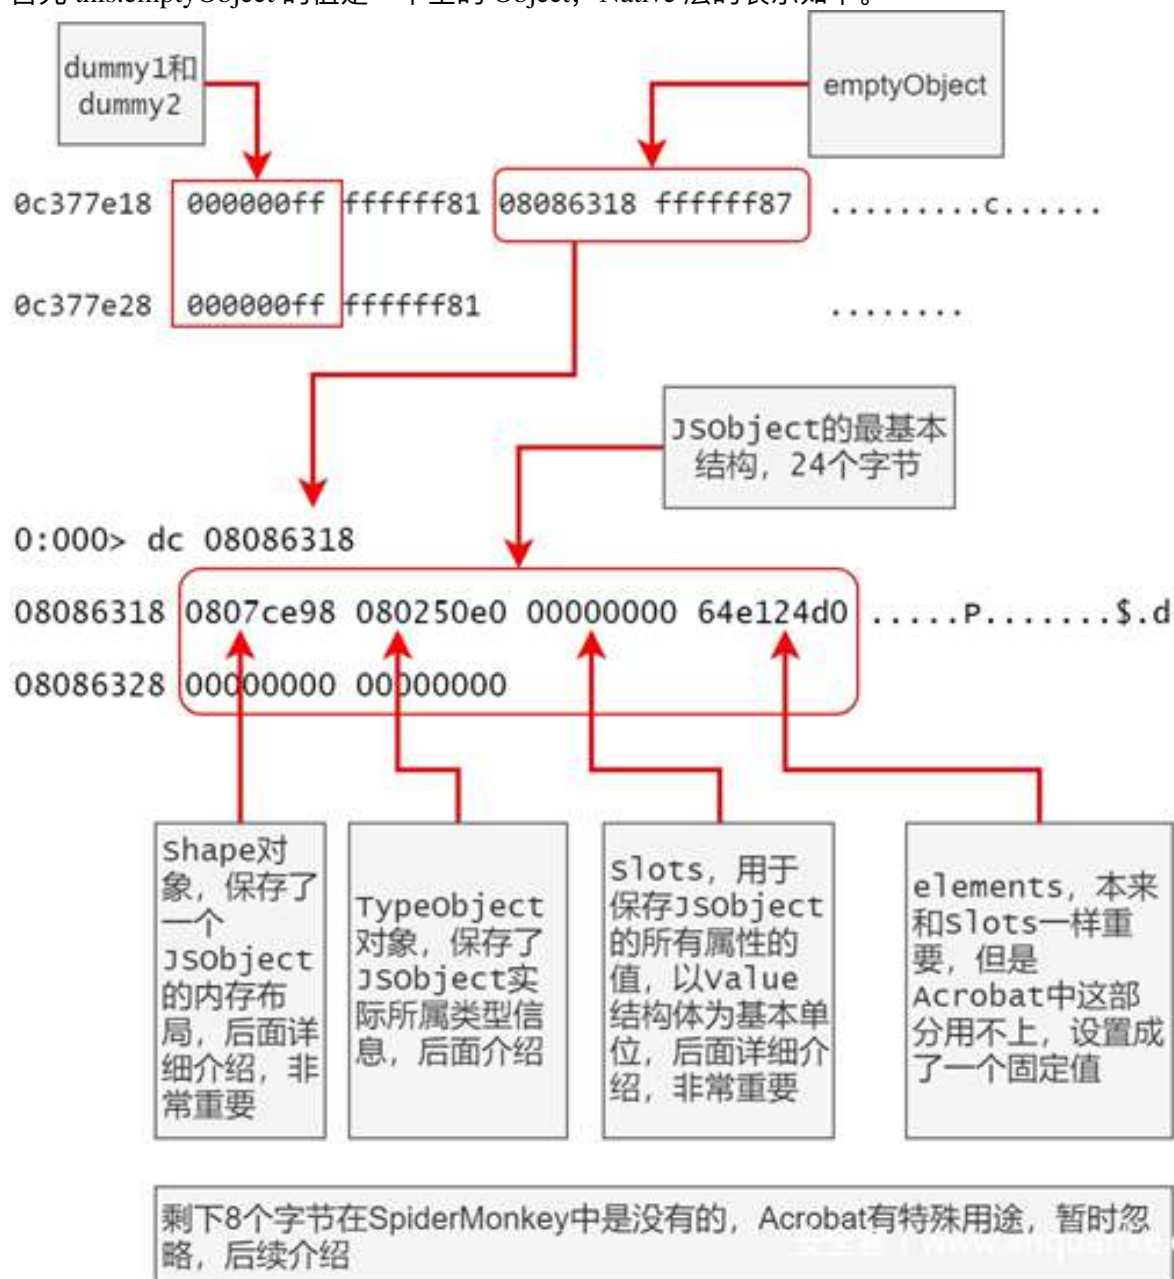 dummy1和
dummy2
emptyObject
0c377e18 000000ff ffffff81 08086318 ffffff87 .........c......
0c377e28 000000ff ffffff81 ........
JSObject的最基本
结构，24个字节
0:000> dc 08086318
08086318 0807ce98 080250e0 00000000 64e124d0 .....P.......$.d
08086328 00000000 00000000
Shape对
象，保存了
一个
JSObject
的内存布
局，后面详
细介绍，非
常重要
TypeObject
对象，保存了
JSObject实
际所属类型信
息，后面介绍
Slots，用于
保存JSObject
的所有属性的
值，以Value
结构体为基本单
位，后面详细介
绍，非常重要
elements，本来
和Slots一样重
要，但是
Acrobat中这部
分用不上，设置成
了一个固定值
剩下8个字节在SpiderMonkey中是没有的，Acrobat有特殊用途，暂时忽
略，后续介绍